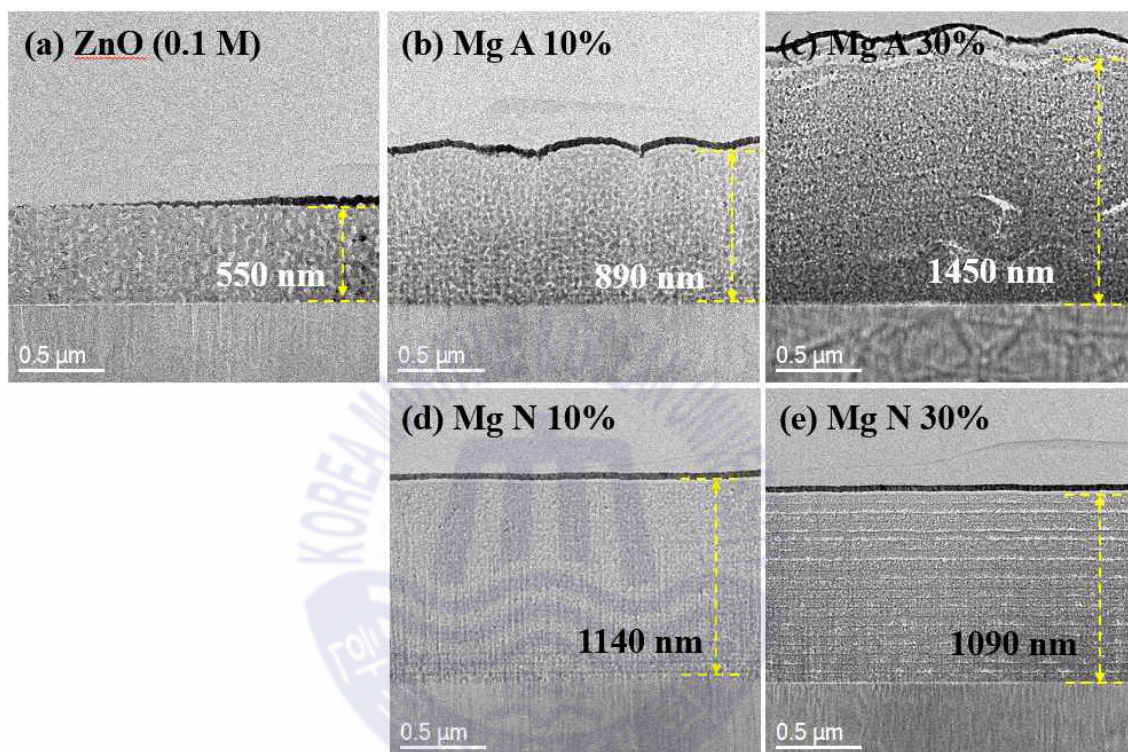 (a) ZnO (0.1 M)
550 nm
0.5 µm
(b) Mg A 10%
890 nm
0.5 µm
(c) Mg A 30%
1450 nm
0.5 µm
(d) Mg N 10%
1140 nm
0.5 µm
(e) Mg N 30%
1090 nm
0.5 µm
KOREA